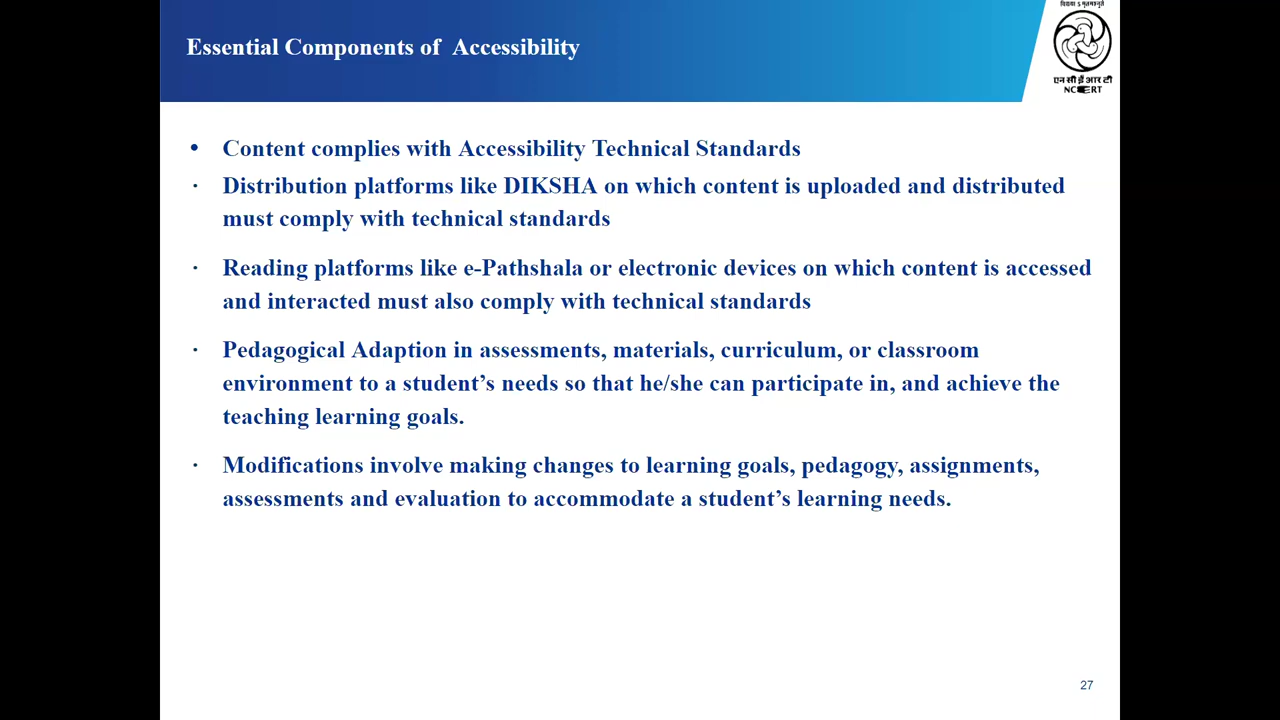 विद्यया ऽ मृतमश्नुते
एन सी ई आर टी
NCERT
Essential Components of Accessibility
• Content complies with Accessibility Technical Standards
· Distribution platforms like DIKSHA on which content is uploaded and distributed
must comply with technical standards
· Reading platforms like e-Pathshala or electronic devices on which content is accessed
and interacted must also comply with technical standards
· Pedagogical Adaption in assessments, materials, curriculum, or classroom
environment to a student’s needs so that he/she can participate in, and achieve the
teaching learning goals.
· Modifications involve making changes to learning goals, pedagogy, assignments,
assessments and evaluation to accommodate a student’s learning needs.
27